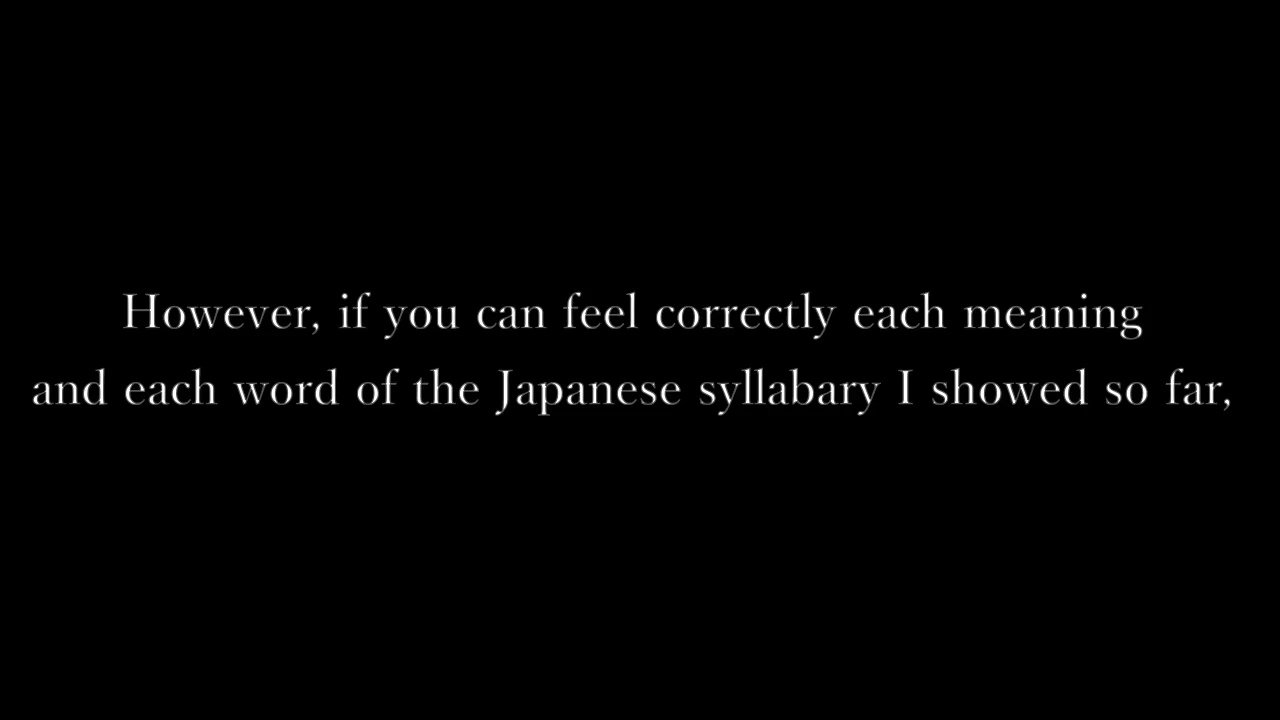 However, if you can feel correctly each meaning
and each word of the Japanese syllabary I showed so far,